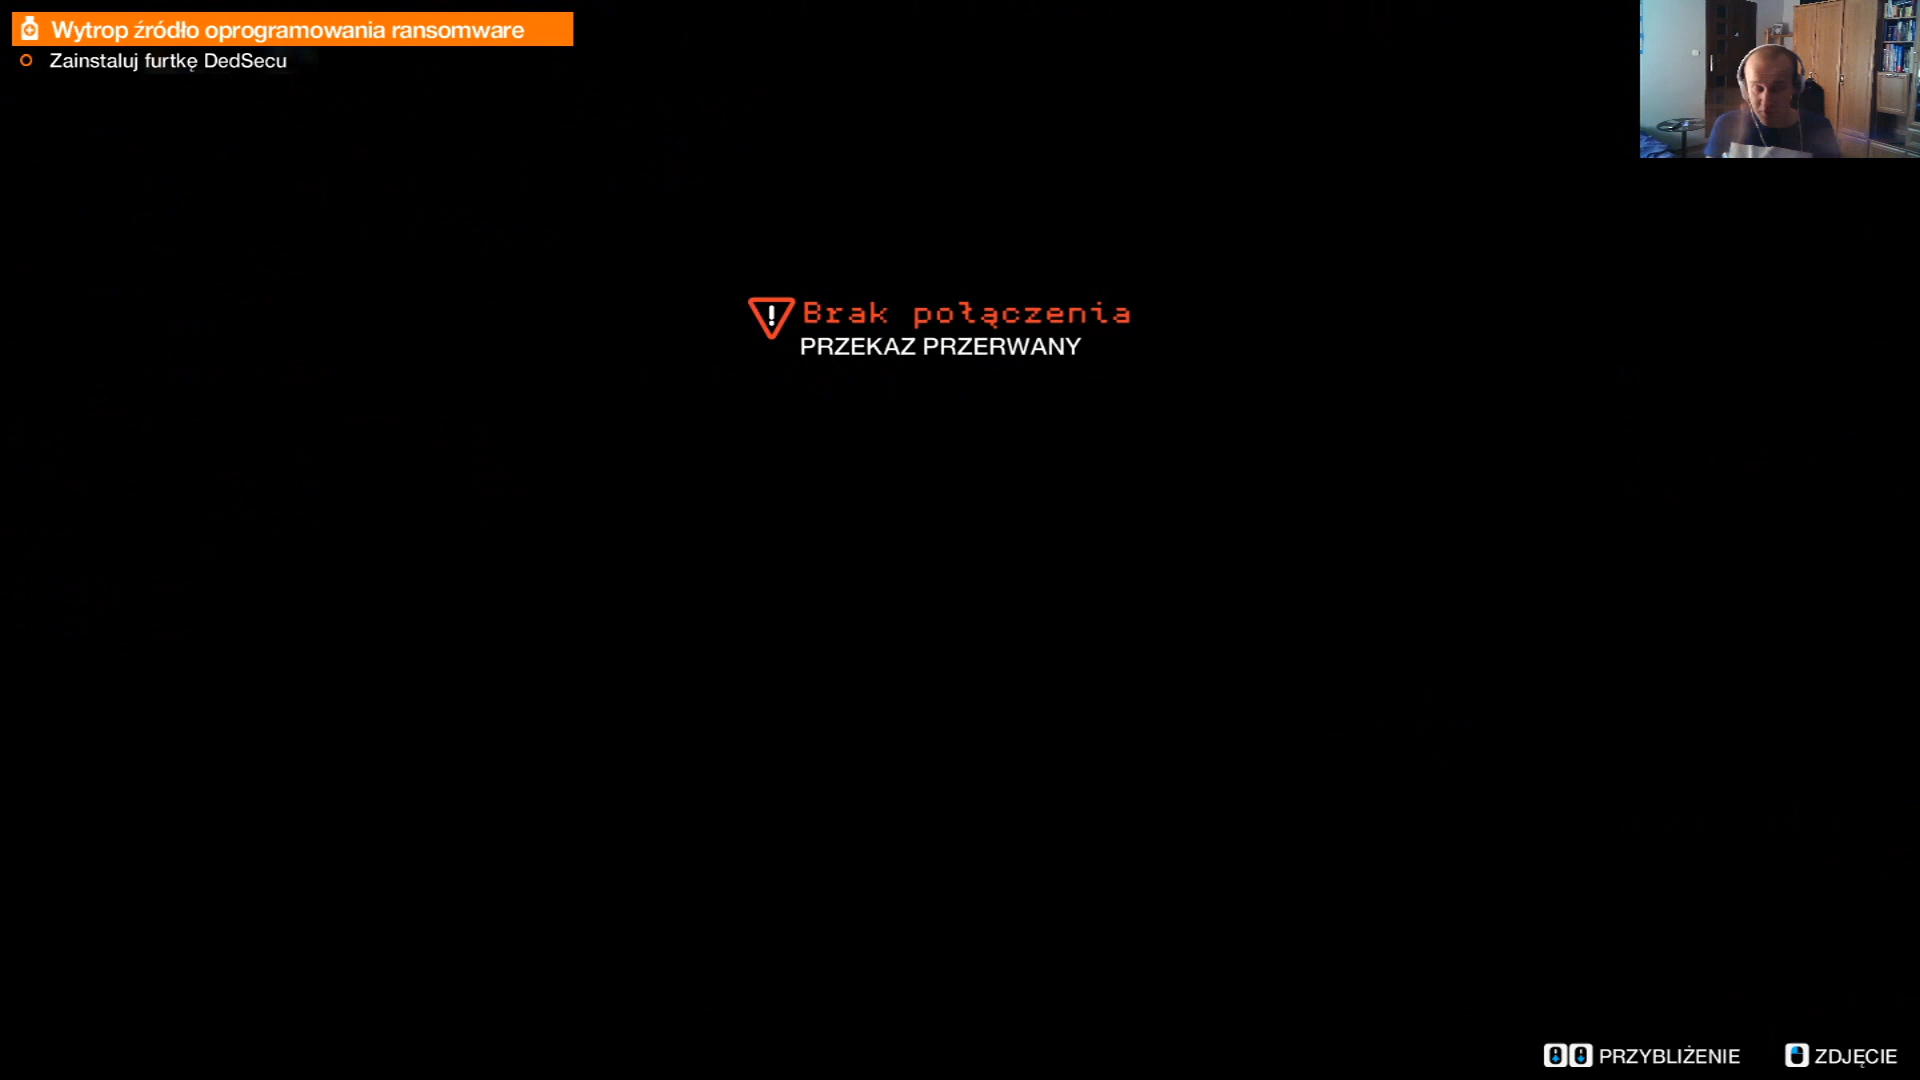 Wytrop źródło oprogramowania ransomware
Zainstaluj furtkę DedSecu
Brak połączenia
PRZEKAZ PRZERWANY
PRZYBLIŻENIE
ZDJĘCIE